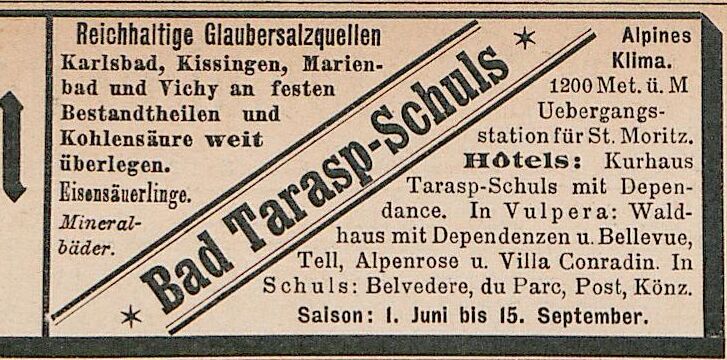 Reichhaltige Glaubersalzquellen
Karlsbad, Kissingen, Marien-
bad und Vichy an festen
Bestandtheilen und
Kohlensäure weit
überlegen.
Eisensäuerlinge.
Mineral-
bäder.
* Bad Tarasp-Schuls *
Alpines
Klima.
1200 Met. ü. M
Uebergangs-
station für St. Moritz.
Hôtels: Kurhaus
Tarasp-Schuls mit Depen-
dance. In Vulpera: Wald-
haus mit Dependenzen u. Bellevue,
Tell, Alpenrose u. Villa Conradin. In
Schuls: Belvedere, du Parc, Post, Könz.
Saison: 1. Juni bis 15. September.